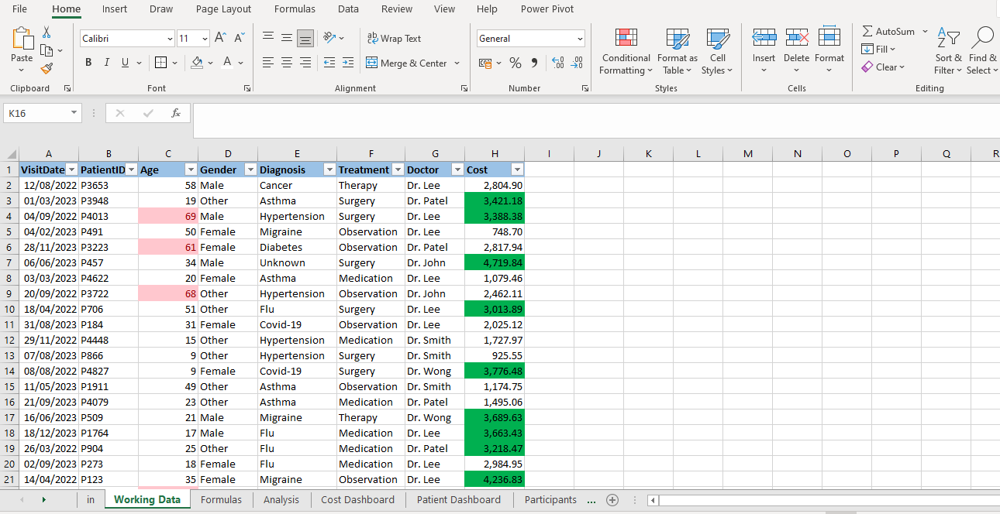 File Home Insert Draw Page Layout Formulas Data Review View Help Power Pivot
Calibri 11 Wrap Text General AutoSum
Paste Conditional Format as Cell Insert Delete Format Fill Sort & Find &
B I U Merge & Center % Formatting Table Styles Clear Filter Select
Clipboard Font Alignment Number Styles Cells Editing
K16 fx
A B C D E F G H I J K L M N O P Q R
1 VisitDate PatientID Age Gender Diagnosis Treatment Doctor Cost
2 12/08/2022 P3653 58 Male Cancer Therapy Dr. Lee 2,804.90
3 01/03/2023 P3948 19 Other Asthma Surgery Dr. Patel 3,421.18
4 04/09/2022 P4013 69 Male Hypertension Surgery Dr. Lee 3,388.38
5 04/02/2023 P491 50 Female Migraine Observation Dr. Lee 748.70
6 28/11/2023 P3223 61 Female Diabetes Observation Dr. Patel 2,817.94
7 06/06/2023 P457 34 Male Unknown Surgery Dr. John 4,719.84
8 03/03/2023 P4622 20 Female Asthma Medication Dr. Lee 1,079.46
9 20/09/2022 P3722 68 Other Hypertension Observation Dr. John 2,462.11
10 18/04/2022 P706 51 Other Flu Surgery Dr. Lee 3,013.89
11 31/08/2023 P184 31 Female Covid-19 Observation Dr. Lee 2,025.12
12 29/11/2022 P4448 15 Other Hypertension Medication Dr. Smith 1,727.97
13 07/08/2023 P866 9 Other Hypertension Surgery Dr. Smith 925.55
14 08/08/2022 P4827 9 Female Covid-19 Surgery Dr. Wong 3,776.48
15 11/05/2023 P1911 49 Other Asthma Observation Dr. Smith 1,174.75
16 21/09/2023 P4079 23 Other Asthma Medication Dr. Patel 1,495.06
17 16/06/2023 P509 21 Male Migraine Therapy Dr. Wong 3,689.63
18 18/12/2023 P1764 17 Male Flu Medication Dr. Lee 3,663.43
19 26/03/2022 P904 25 Other Flu Medication Dr. Patel 3,218.47
20 02/09/2023 P273 18 Female Flu Medication Dr. Lee 2,984.95
21 14/04/2022 P123 35 Female Migraine Observation Dr. Lee 4,236.83
in Working Data Formulas Analysis Cost Dashboard Patient Dashboard Participants ...